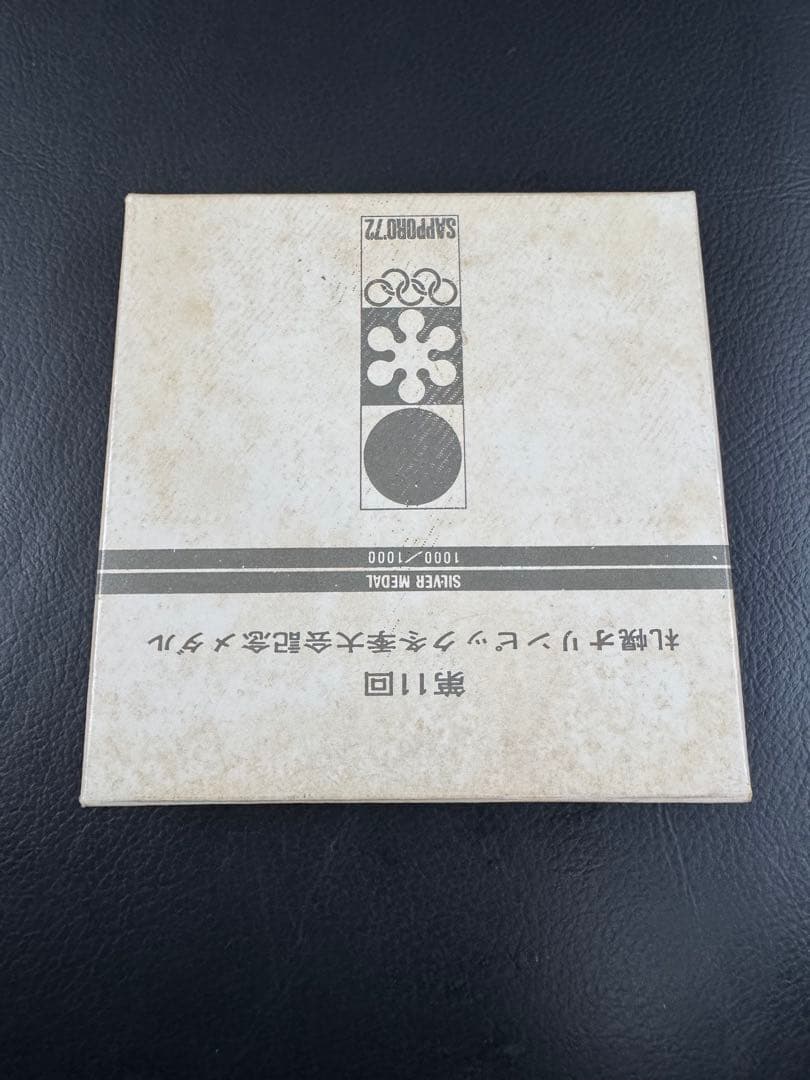 第11回
札幌オリンピック冬季大会記念メダル
SILVER MEDAL
1000／1000
SAPPORO'72